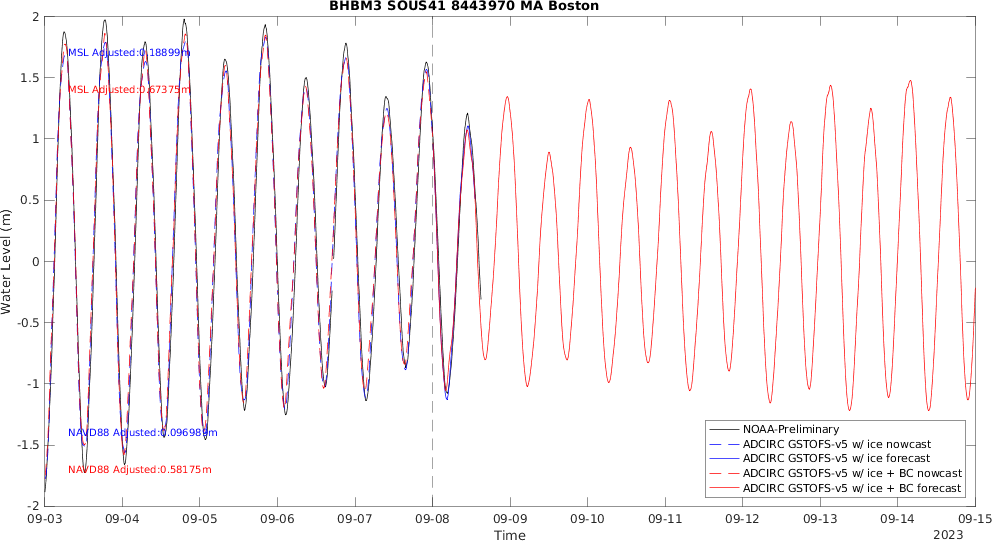 BHBM3 SOUS41 8443970 MA Boston
2
1.5
1
0.5
0
-0.5
-1
-1.5
-2
Water Level (m)
MSL Adjusted:0.18899m
MSL Adjusted:0.67375m
NAVD88 Adjusted:0.096989m
NAVD88 Adjusted:0.58175m
NOAA-Preliminary
ADCIRC GSTOFS-v5 w/ ice nowcast
ADCIRC GSTOFS-v5 w/ ice forecast
ADCIRC GSTOFS-v5 w/ ice + BC nowcast
ADCIRC GSTOFS-v5 w/ ice + BC forecast
09-03 09-04 09-05 09-06 09-07 09-08 09-09 09-10 09-11 09-12 09-13 09-14 09-15
Time
2023